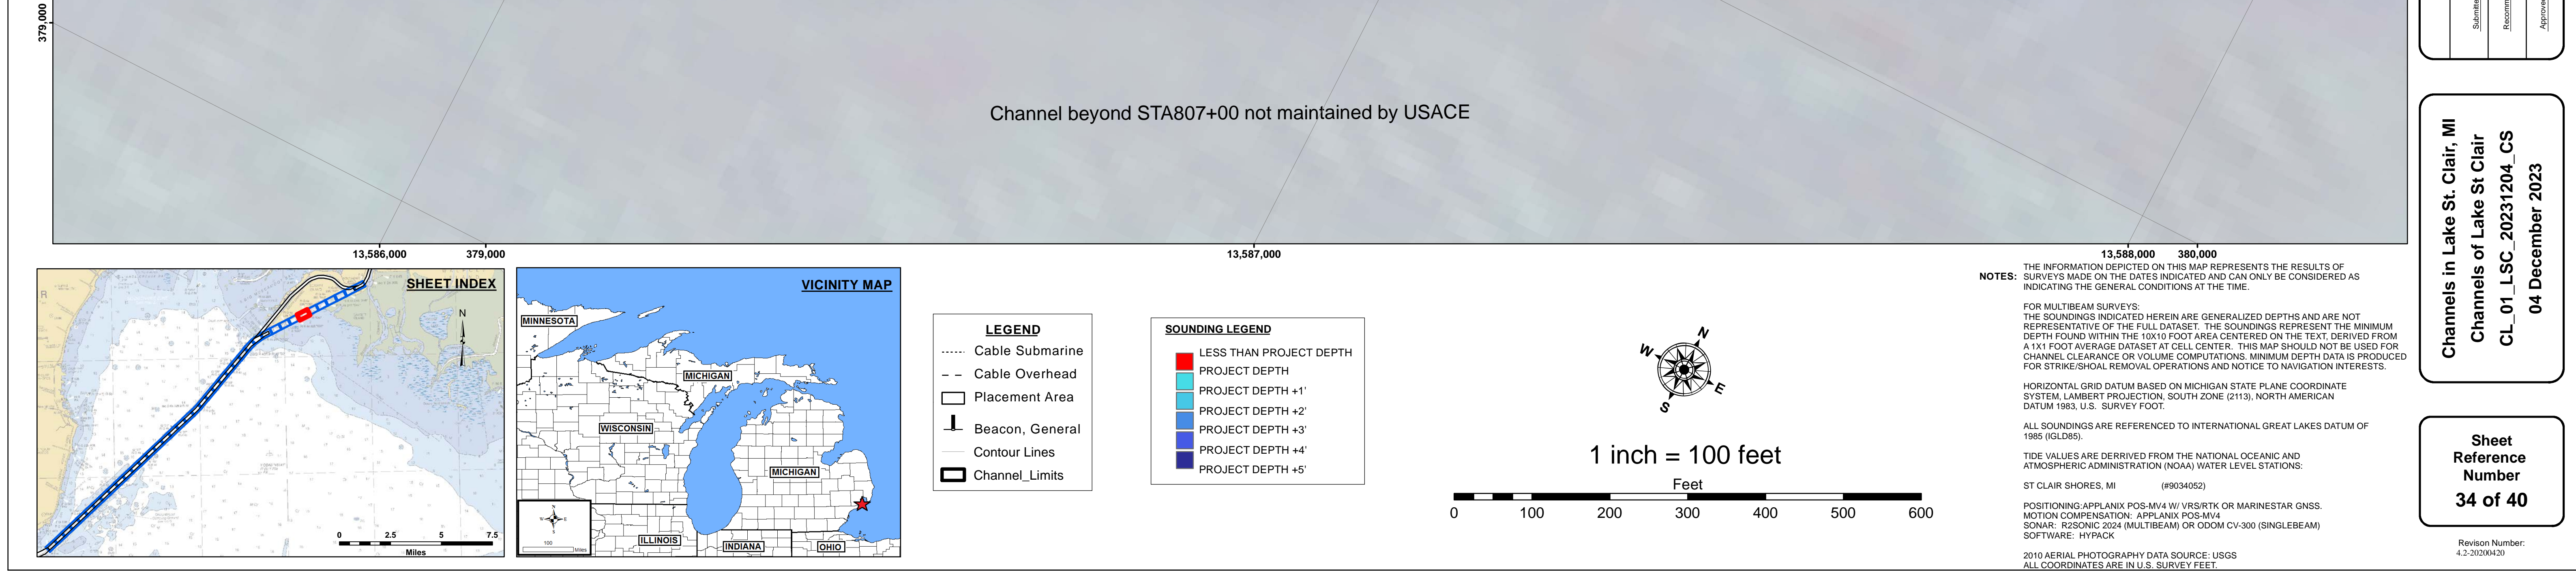 379,000
Channel beyond STA807+00 not maintained by USACE
13,586,000
379,000
13,587,000
13,588,000
380,000
SHEET INDEX
N
0 2.5 5 7.5
Miles
VICINITY MAP
MINNESOTA
MICHIGAN
WISCONSIN
MICHIGAN
ILLINOIS
INDIANA
OHIO
N
W
E
S
100
Miles
LEGEND
Cable Submarine
Cable Overhead
Placement Area
Beacon, General
Contour Lines
Channel_Limits
SOUNDING LEGEND
LESS THAN PROJECT DEPTH
PROJECT DEPTH
PROJECT DEPTH +1'
PROJECT DEPTH +2'
PROJECT DEPTH +3'
PROJECT DEPTH +4'
PROJECT DEPTH +5'
N
W
E
S
1 inch = 100 feet
Feet
0 100 200 300 400 500 600
NOTES:
THE INFORMATION DEPICTED ON THIS MAP REPRESENTS THE RESULTS OF
SURVEYS MADE ON THE DATES INDICATED AND CAN ONLY BE CONSIDERED AS
INDICATING THE GENERAL CONDITIONS AT THE TIME.
FOR MULTIBEAM SURVEYS:
THE SOUNDINGS INDICATED HEREIN ARE GENERALIZED DEPTHS AND ARE NOT
REPRESENTATIVE OF THE FULL DATASET. THE SOUNDINGS REPRESENT THE MINIMUM
DEPTH FOUND WITHIN THE 10X10 FOOT AREA CENTERED ON THE TEXT, DERIVED FROM
A 1X1 FOOT AVERAGE DATASET AT CELL CENTER. THIS MAP SHOULD NOT BE USED FOR
CHANNEL CLEARANCE OR VOLUME COMPUTATIONS. MINIMUM DEPTH DATA IS PRODUCED
FOR STRIKE/SHOAL REMOVAL OPERATIONS AND NOTICE TO NAVIGATION INTERESTS.
HORIZONTAL GRID DATUM BASED ON MICHIGAN STATE PLANE COORDINATE
SYSTEM, LAMBERT PROJECTION, SOUTH ZONE (2113), NORTH AMERICAN
DATUM 1983, U.S. SURVEY FOOT.
ALL SOUNDINGS ARE REFERENCED TO INTERNATIONAL GREAT LAKES DATUM OF
1985 (IGLD85).
TIDE VALUES ARE DERRIVED FROM THE NATIONAL OCEANIC AND
ATMOSPHERIC ADMINISTRATION (NOAA) WATER LEVEL STATIONS:
ST CLAIR SHORES, MI (#9034052)
POSITIONING:APPLANIX POS-MV4 W/ VRS/RTK OR MARINESTAR GNSS.
MOTION COMPENSATION: APPLANIX POS-MV4
SONAR: R2SONIC 2024 (MULTIBEAM) OR ODOM CV-300 (SINGLEBEAM)
SOFTWARE: HYPACK
2010 AERIAL PHOTOGRAPHY DATA SOURCE: USGS
ALL COORDINATES ARE IN U.S. SURVEY FEET.
Submitte
Recomm
Approve
Channels in Lake St. Clair, MI
Channels of Lake St Clair
CL_01_LSC_20231204_CS
04 December 2023
Sheet
Reference
Number
34 of 40
Revison Number:
4.2-20200420